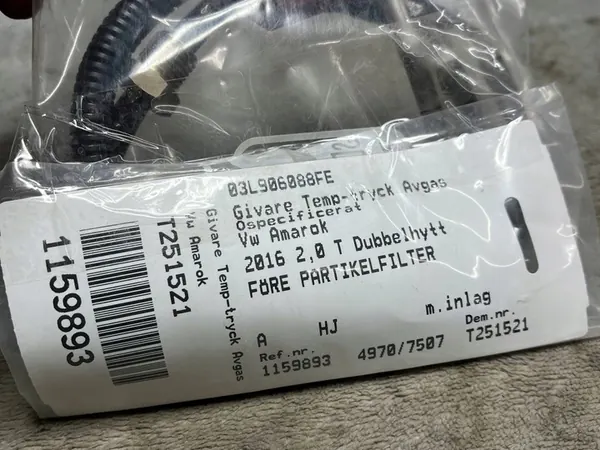 03L906088FE
Givare Temp-tryck Avgas
Ospecificerat
Vw Amarok
2016 2,0 T Dubbelhytt
FÖRE PARTIKELFILTER
m.inlag
A HJ
Ref.nr. 4970/7507 Dem.nr.
1159893 T251521
1159893
T251521
Givare Temp-tryck Avgas
Vw Amarok